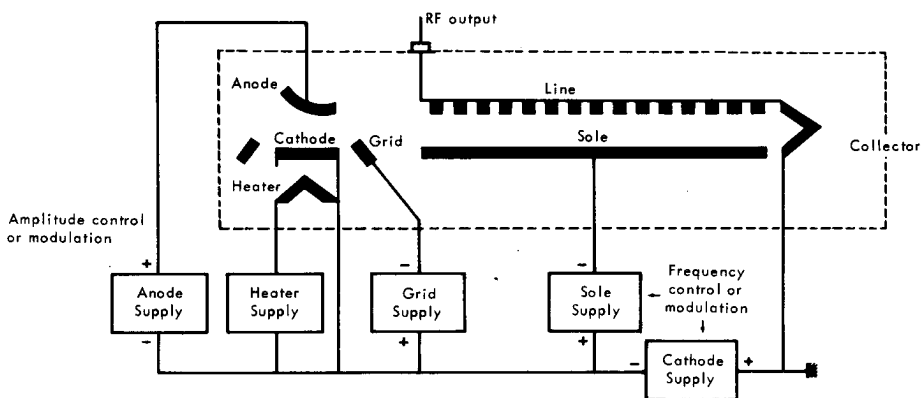 RF output
Anode
Line
Cathode
Grid
Sole
Collector
Heater
Amplitude control
or modulation
Frequency
control or
modulation
+
-
-
Anode
Supply
Heater
Supply
Grid
Supply
Sole
Supply
-
+
+
-
+
Cathode
Supply